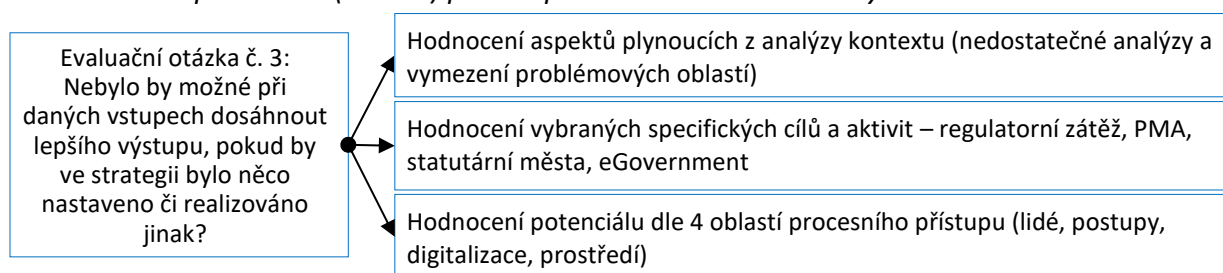 Evaluační otázka č. 3:
Nebylo by možné při
daných vstupech dosáhnout
lepšího výstupu, pokud by
ve strategii bylo něco
nastaveno či realizováno
jinak?
Hodnocení aspektů plynoucích z analýzy kontextu (nedostatečné analýzy a
vymezení problémových oblastí)
Hodnocení vybraných specifických cílů a aktivit – regulatorní zátěž, PMA,
statutární města, eGovernment
Hodnocení potenciálu dle 4 oblastí procesního přístupu (lidé, postupy,
digitalizace, prostředí)